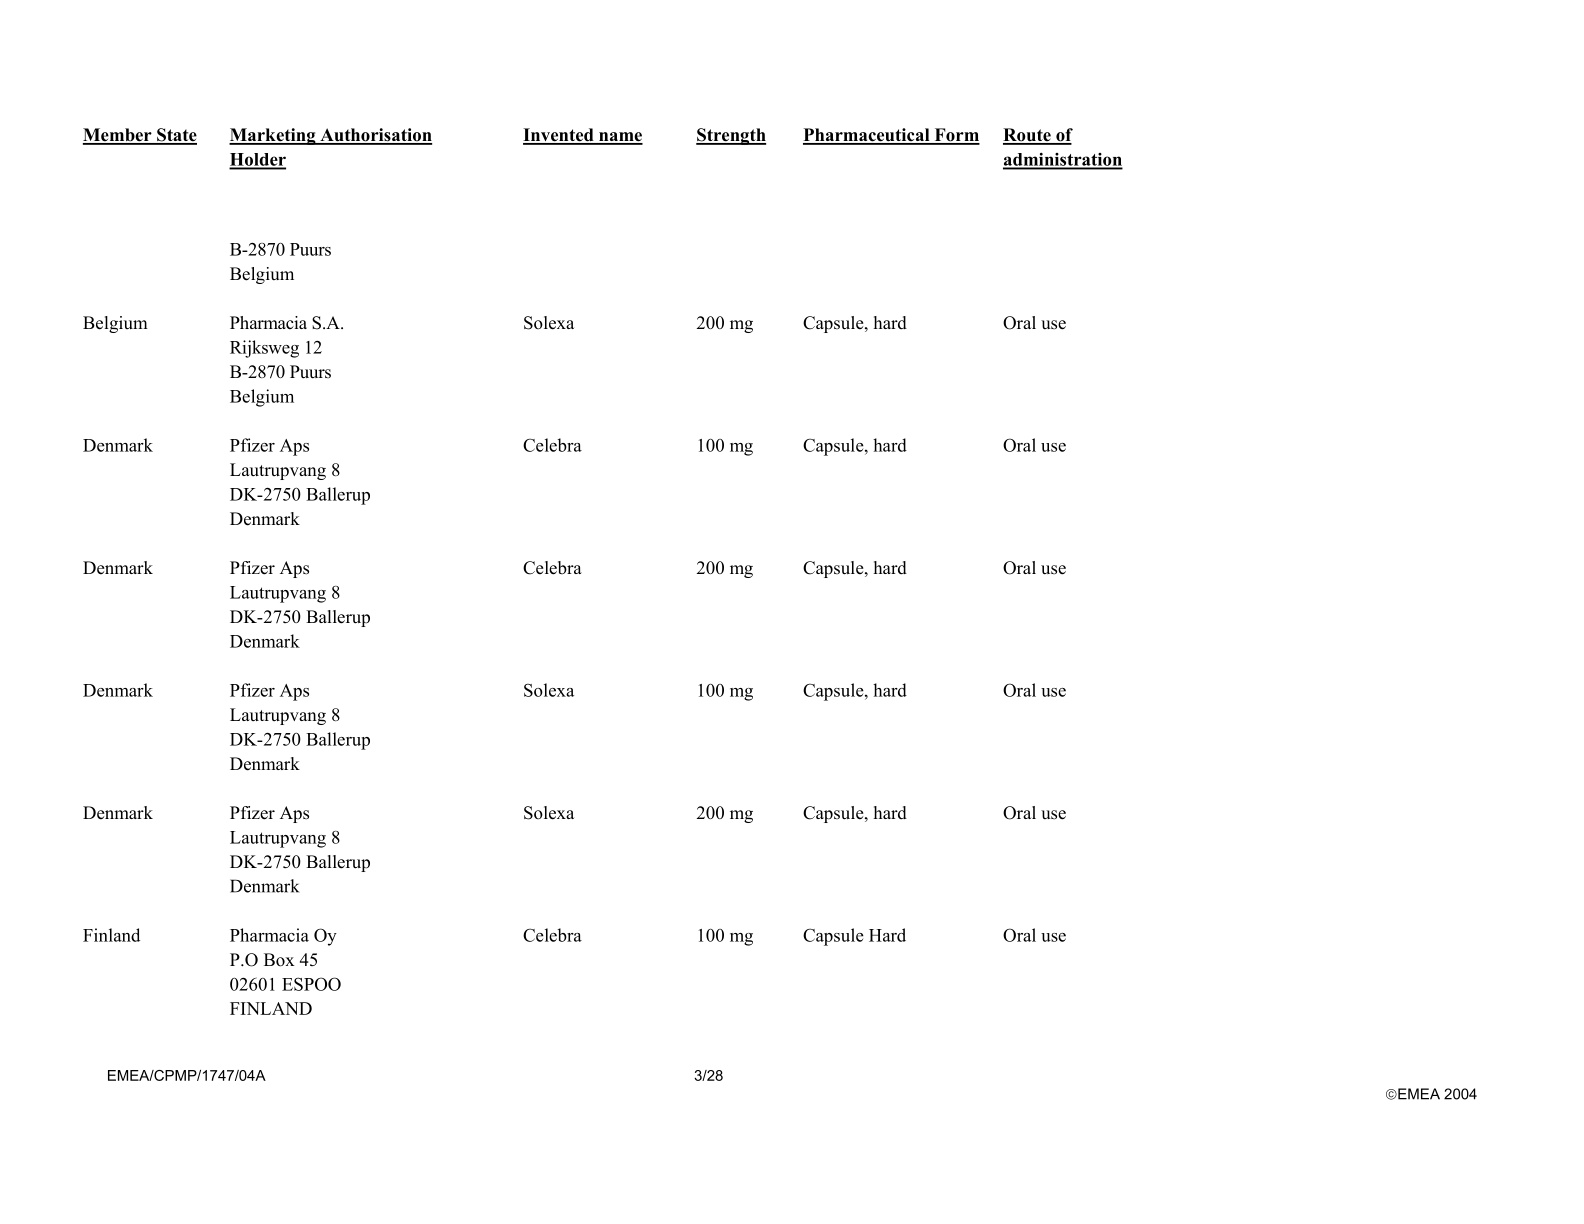 Member State Marketing Authorisation Invented name Strength Pharmaceutical Form Route of
Holder administration
B-2870 Puurs
Belgium
Belgium Pharmacia S.A. Solexa 200 mg Capsule, hard Oral use
Rijksweg 12
B-2870 Puurs
Belgium
Denmark Pfizer Aps Celebra 100 mg Capsule, hard Oral use
Lautrupvang 8
DK-2750 Ballerup
Denmark
Denmark Pfizer Aps Celebra 200 mg Capsule, hard Oral use
Lautrupvang 8
DK-2750 Ballerup
Denmark
Denmark Pfizer Aps Solexa 100 mg Capsule, hard Oral use
Lautrupvang 8
DK-2750 Ballerup
Denmark
Denmark Pfizer Aps Solexa 200 mg Capsule, hard Oral use
Lautrupvang 8
DK-2750 Ballerup
Denmark
Finland Pharmacia Oy Celebra 100 mg Capsule Hard Oral use
P.O Box 45
02601 ESPOO
FINLAND
EMEA/CPMP/1747/04A 3/28
©EMEA 2004